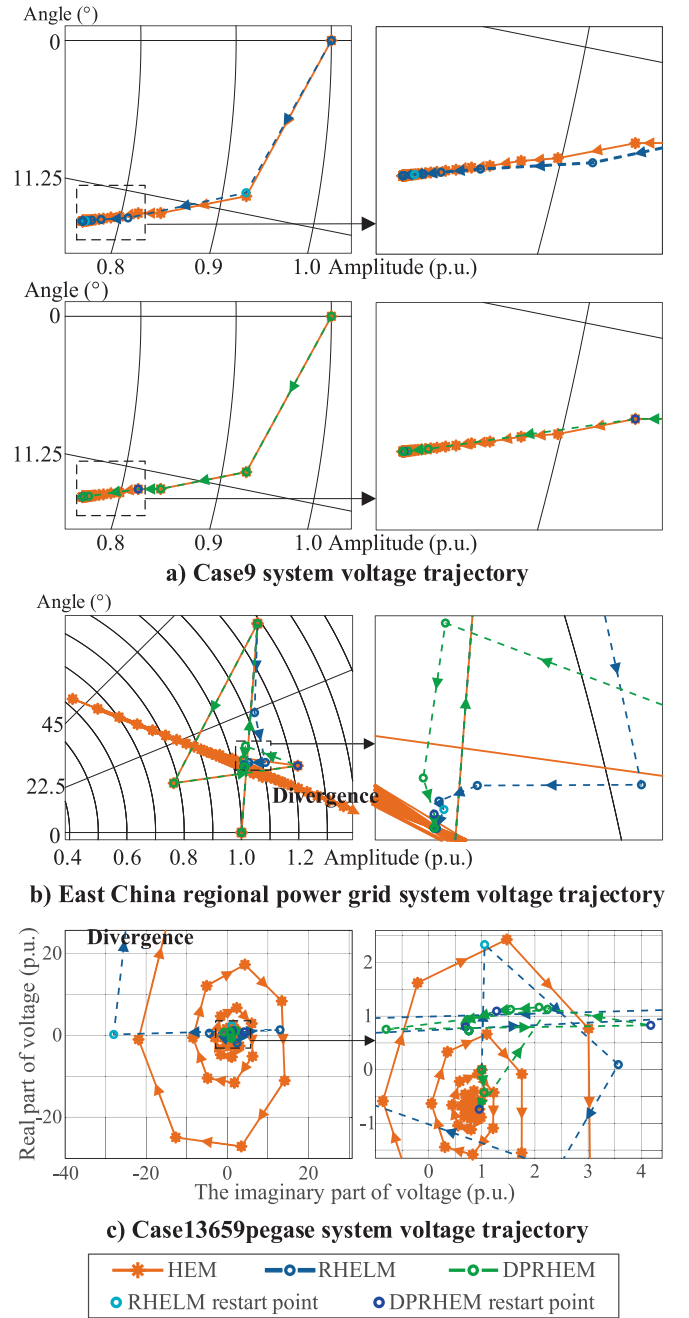 Angle (°)
0
11.25
0.8 0.9 1.0 Amplitude (p.u.)
Angle (°)
0
11.25
0.8 0.9 1.0 Amplitude (p.u.)
a) Case9 system voltage trajectory
Angle (°)
45
22.5
Divergence
0
0.4 0.6 0.8 1.0 1.2 Amplitude (p.u.)
b) East China regional power grid system voltage trajectory
Divergence
Real part of voltage (p.u.)
20
0
-20
-40 -20 0 20
2
1
0
-1
0 1 2 3 4
The imaginary part of voltage (p.u.)
c) Case13659pegase system voltage trajectory
HEM RHELM DPRHEM
RHELM restart point DPRHEM restart point